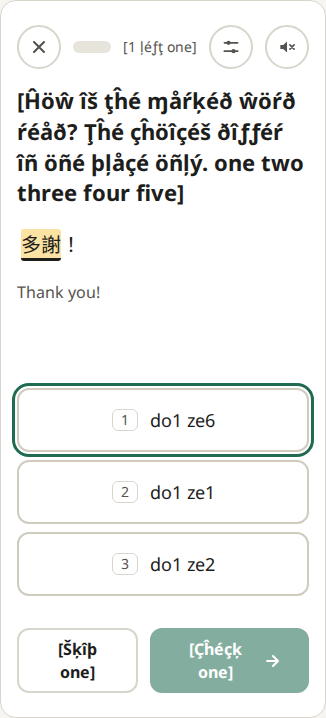 [1 ļéƒţ one]
[Ĥöŵ îš ţĥé ɱåŕķéð ŵöŕð
ŕéåð? Ţĥé çĥöîçéš ðîƒƒéŕ
îñ öñé þļåçé öñļý. one two
three four five]
多謝！
Thank you!
1 do1 ze6
2 do1 ze1
3 do1 ze2
[Šķîþ
one]
[Çĥéçķ
one]